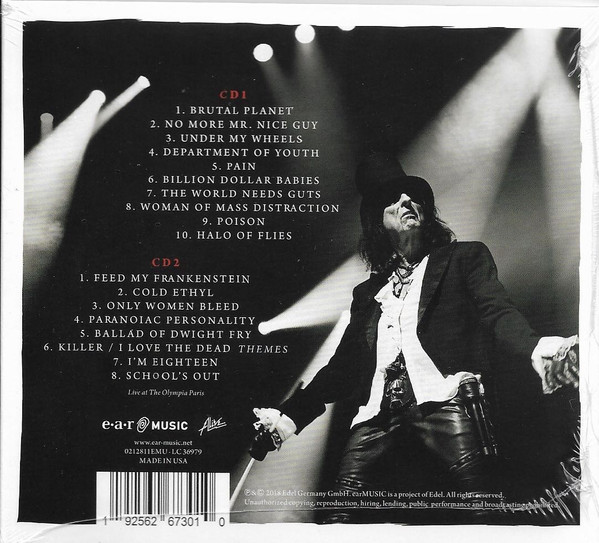 CD1
1. BRUTAL PLANET
2. NO MORE MR. NICE GUY
3. UNDER MY WHEELS
4. DEPARTMENT OF YOUTH
5. PAIN
6. BILLION DOLLAR BABIES
7. THE WORLD NEEDS GUTS
8. WOMAN OF MASS DISTRACTION
9. POISON
10. HALO OF FLIES
CD2
1. FEED MY FRANKENSTEIN
2. COLD ETHYL
3. ONLY WOMEN BLEED
4. PARANOIAC PERSONALITY
5. BALLAD OF DWIGHT FRY
6. KILLER / I LOVE THE DEAD THEMES
7. I'M EIGHTEEN
8. SCHOOL'S OUT
Live at The Olympia Paris
e·a·r MUSIC Alive
www.ear-music.net
0212811EMU - LC 36979
MADE IN USA
1 92562 67301 0
℗&© 2018 Edel Germany GmbH. earMUSIC is a project of Edel. All rights reserved.
Unauthorized copying, reproduction, hiring, lending, public performance and broadcasting prohibited.